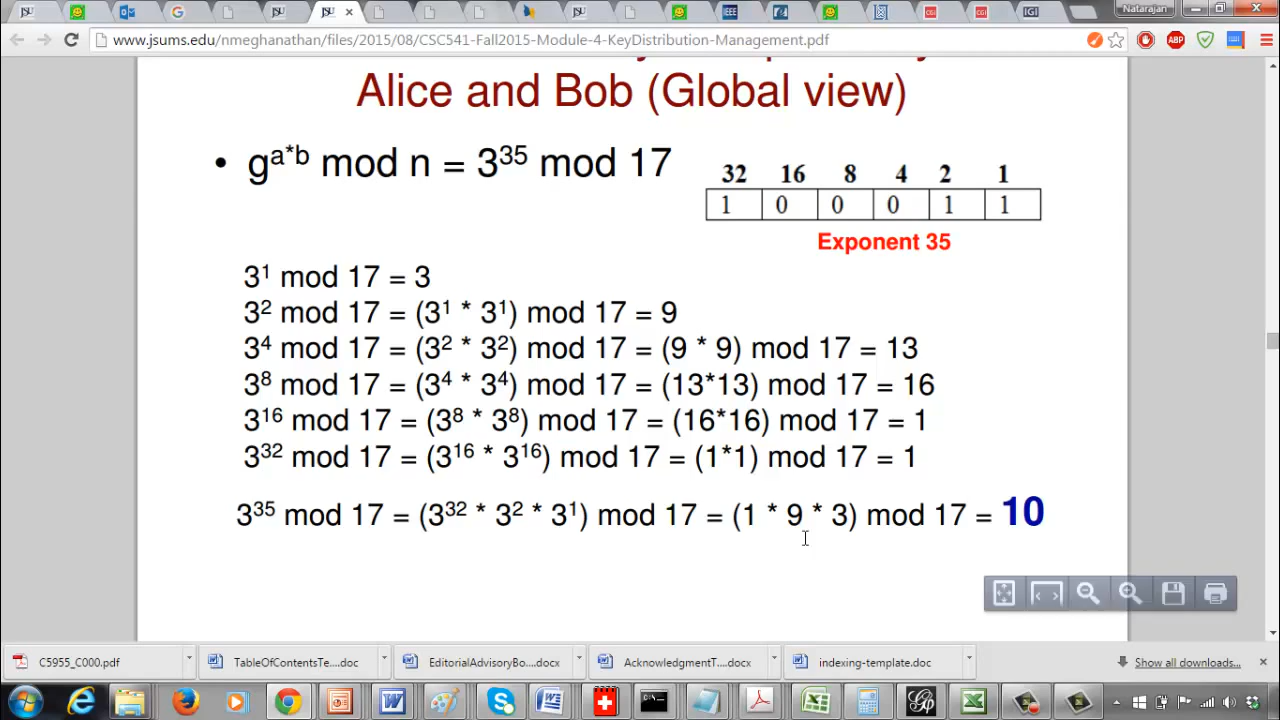 Natarajan
www.jsums.edu/nmeghanathan/files/2015/08/CSC541-Fall2015-Module-4-KeyDistribution-Management.pdf
Alice and Bob (Global view)
• g^(a*b) mod n = 3³⁵ mod 17
32 16 8 4 2 1
1 0 0 0 1 1
Exponent 35
3¹ mod 17 = 3
3² mod 17 = (3¹ * 3¹) mod 17 = 9
3⁴ mod 17 = (3² * 3²) mod 17 = (9 * 9) mod 17 = 13
3⁸ mod 17 = (3⁴ * 3⁴) mod 17 = (13*13) mod 17 = 16
3¹⁶ mod 17 = (3⁸ * 3⁸) mod 17 = (16*16) mod 17 = 1
3³² mod 17 = (3¹⁶ * 3¹⁶) mod 17 = (1*1) mod 17 = 1
3³⁵ mod 17 = (3³² * 3² * 3¹) mod 17 = (1 * 9 * 3) mod 17 = 10
C5955_C000.pdf TableOfContentsTe....doc EditorialAdvisoryBo....docx AcknowledgmentT....docx indexing-template.doc Show all downloads...